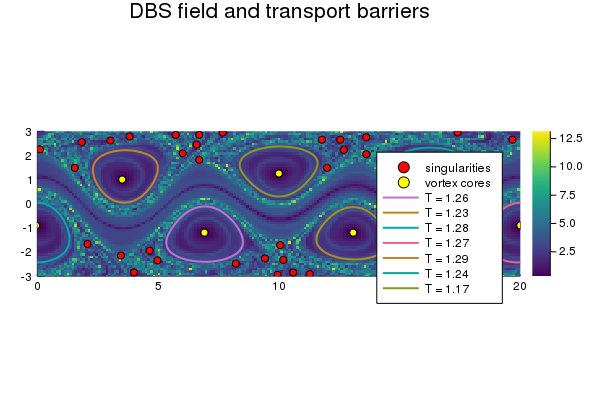 DBS field and transport barriers
3
2
1
0
-1
-2
-3
0
5
10
20
singularities
vortex cores
T = 1.26
T = 1.23
T = 1.28
T = 1.27
T = 1.29
T = 1.24
T = 1.17
12.5
10.0
7.5
5.0
2.5